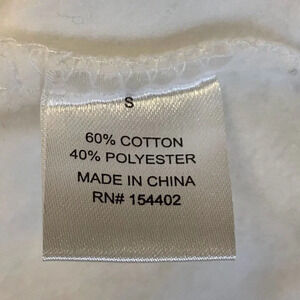 S
60% COTTON
40% POLYESTER
MADE IN CHINA
RN# 154402